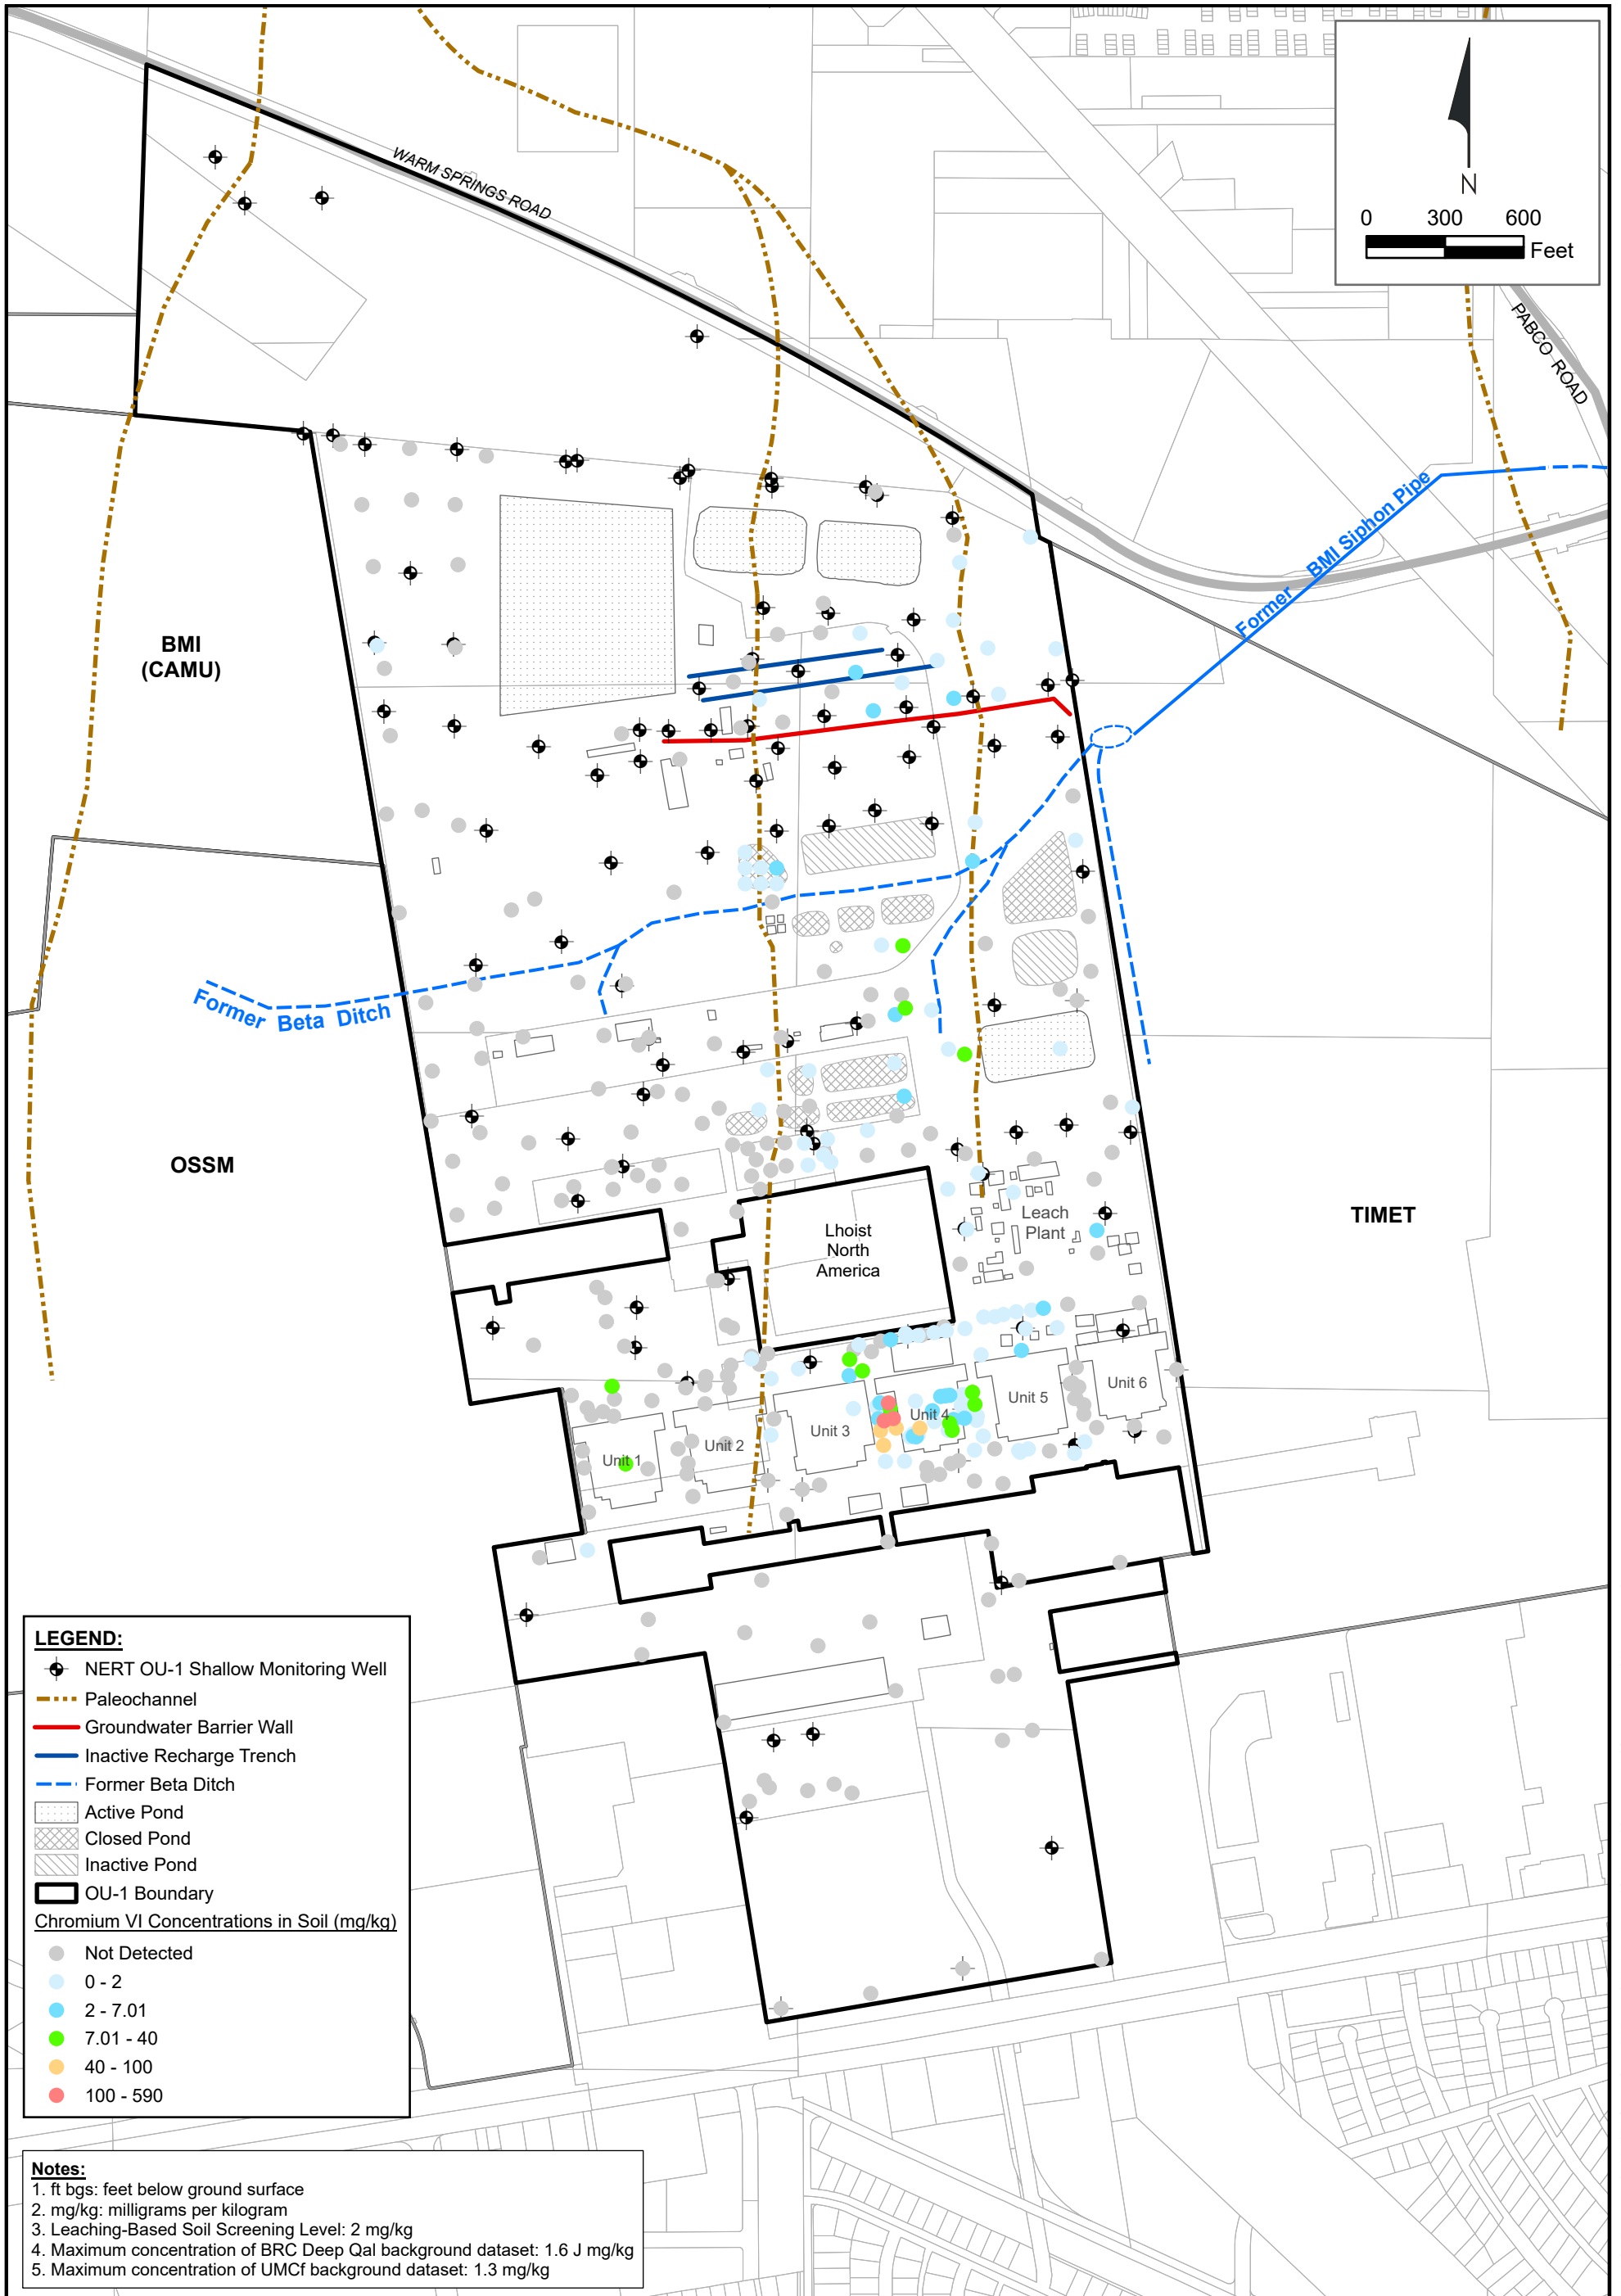 WARM SPRINGS ROAD
N
0 300 600
Feet
PABCO ROAD
Former BMI Siphon Pipe
BMI
(CAMU)
Former Beta Ditch
OSSM
TIMET
Lhoist
North
America
Leach
Plant
Unit 1
Unit 2
Unit 3
Unit 4
Unit 5
Unit 6
LEGEND:
NERT OU-1 Shallow Monitoring Well
Paleochannel
Groundwater Barrier Wall
Inactive Recharge Trench
Former Beta Ditch
Active Pond
Closed Pond
Inactive Pond
OU-1 Boundary
Chromium VI Concentrations in Soil (mg/kg)
Not Detected
0 - 2
2 - 7.01
7.01 - 40
40 - 100
100 - 590
Notes:
1. ft bgs: feet below ground surface
2. mg/kg: milligrams per kilogram
3. Leaching-Based Soil Screening Level: 2 mg/kg
4. Maximum concentration of BRC Deep Qal background dataset: 1.6 J mg/kg
5. Maximum concentration of UMCf background dataset: 1.3 mg/kg